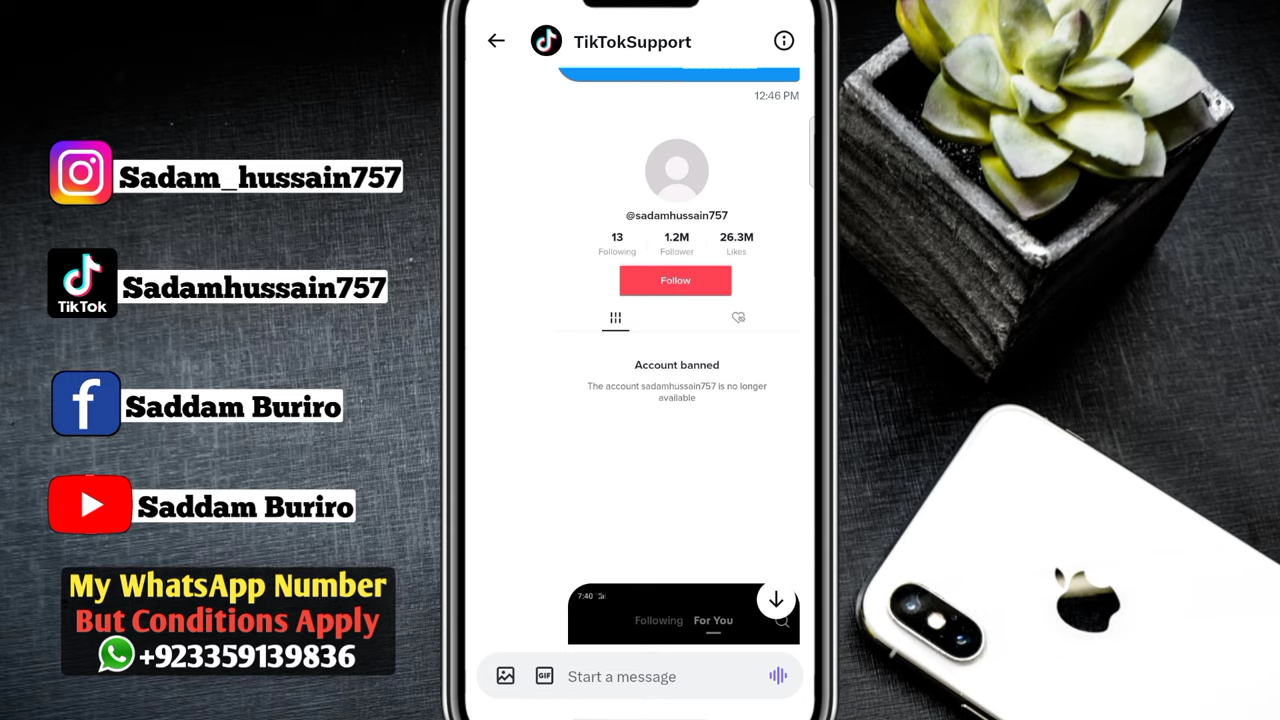 Sadam_hussain757
TikTok
Sadamhussain757
f
Saddam Buriro
Saddam Buriro
My WhatsApp Number
But Conditions Apply
+923359139836
TikTokSupport
12:46 PM
@sadamhussain757
13 1.2M 26.3M
Following Follower Likes
Follow
Account banned
The account sadamhussain757 is no longer
available
7:40
Following For You
GIF Start a message